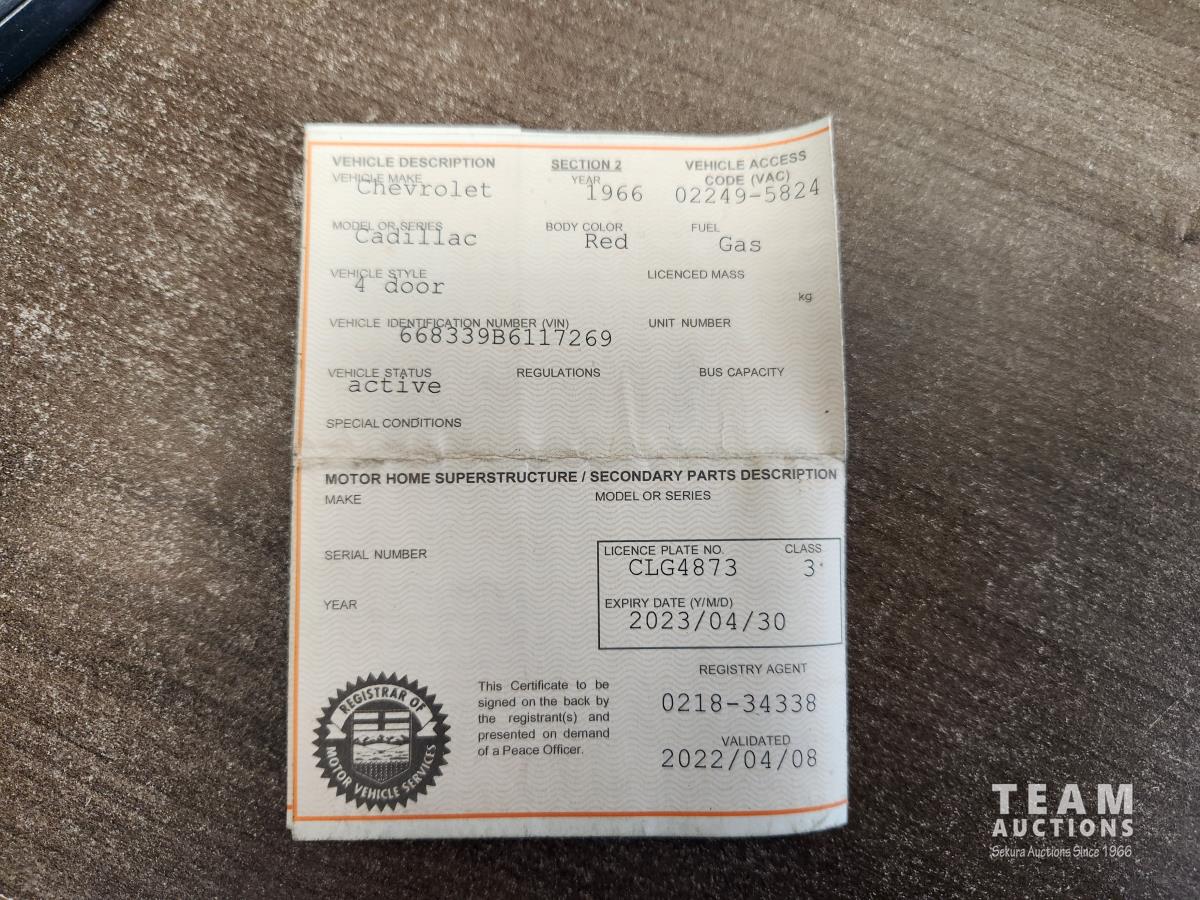 VEHICLE DESCRIPTION SECTION 2 VEHICLE ACCESS CODE (VAC)
VEHICLE MAKE YEAR
Chevrolet 1966 02249-5824
MODEL OR SERIES BODY COLOR FUEL
Cadillac Red Gas
VEHICLE STYLE LICENCED MASS
4 door kg
VEHICLE IDENTIFICATION NUMBER (VIN) UNIT NUMBER
668339B6117269
VEHICLE STATUS REGULATIONS BUS CAPACITY
active
SPECIAL CONDITIONS
MOTOR HOME SUPERSTRUCTURE / SECONDARY PARTS DESCRIPTION
MAKE MODEL OR SERIES
SERIAL NUMBER LICENCE PLATE NO. CLASS
CLG4873 3
YEAR EXPIRY DATE (Y/M/D)
2023/04/30
REGISTRY AGENT
0218-34338
VALIDATED
2022/04/08
This Certificate to be
signed on the back by
the registrant(s) and
presented on demand
of a Peace Officer.
REGISTRAR OF
MOTOR VEHICLE SERVICES
TEAM
AUCTIONS
Sekura Auctions Since 1966